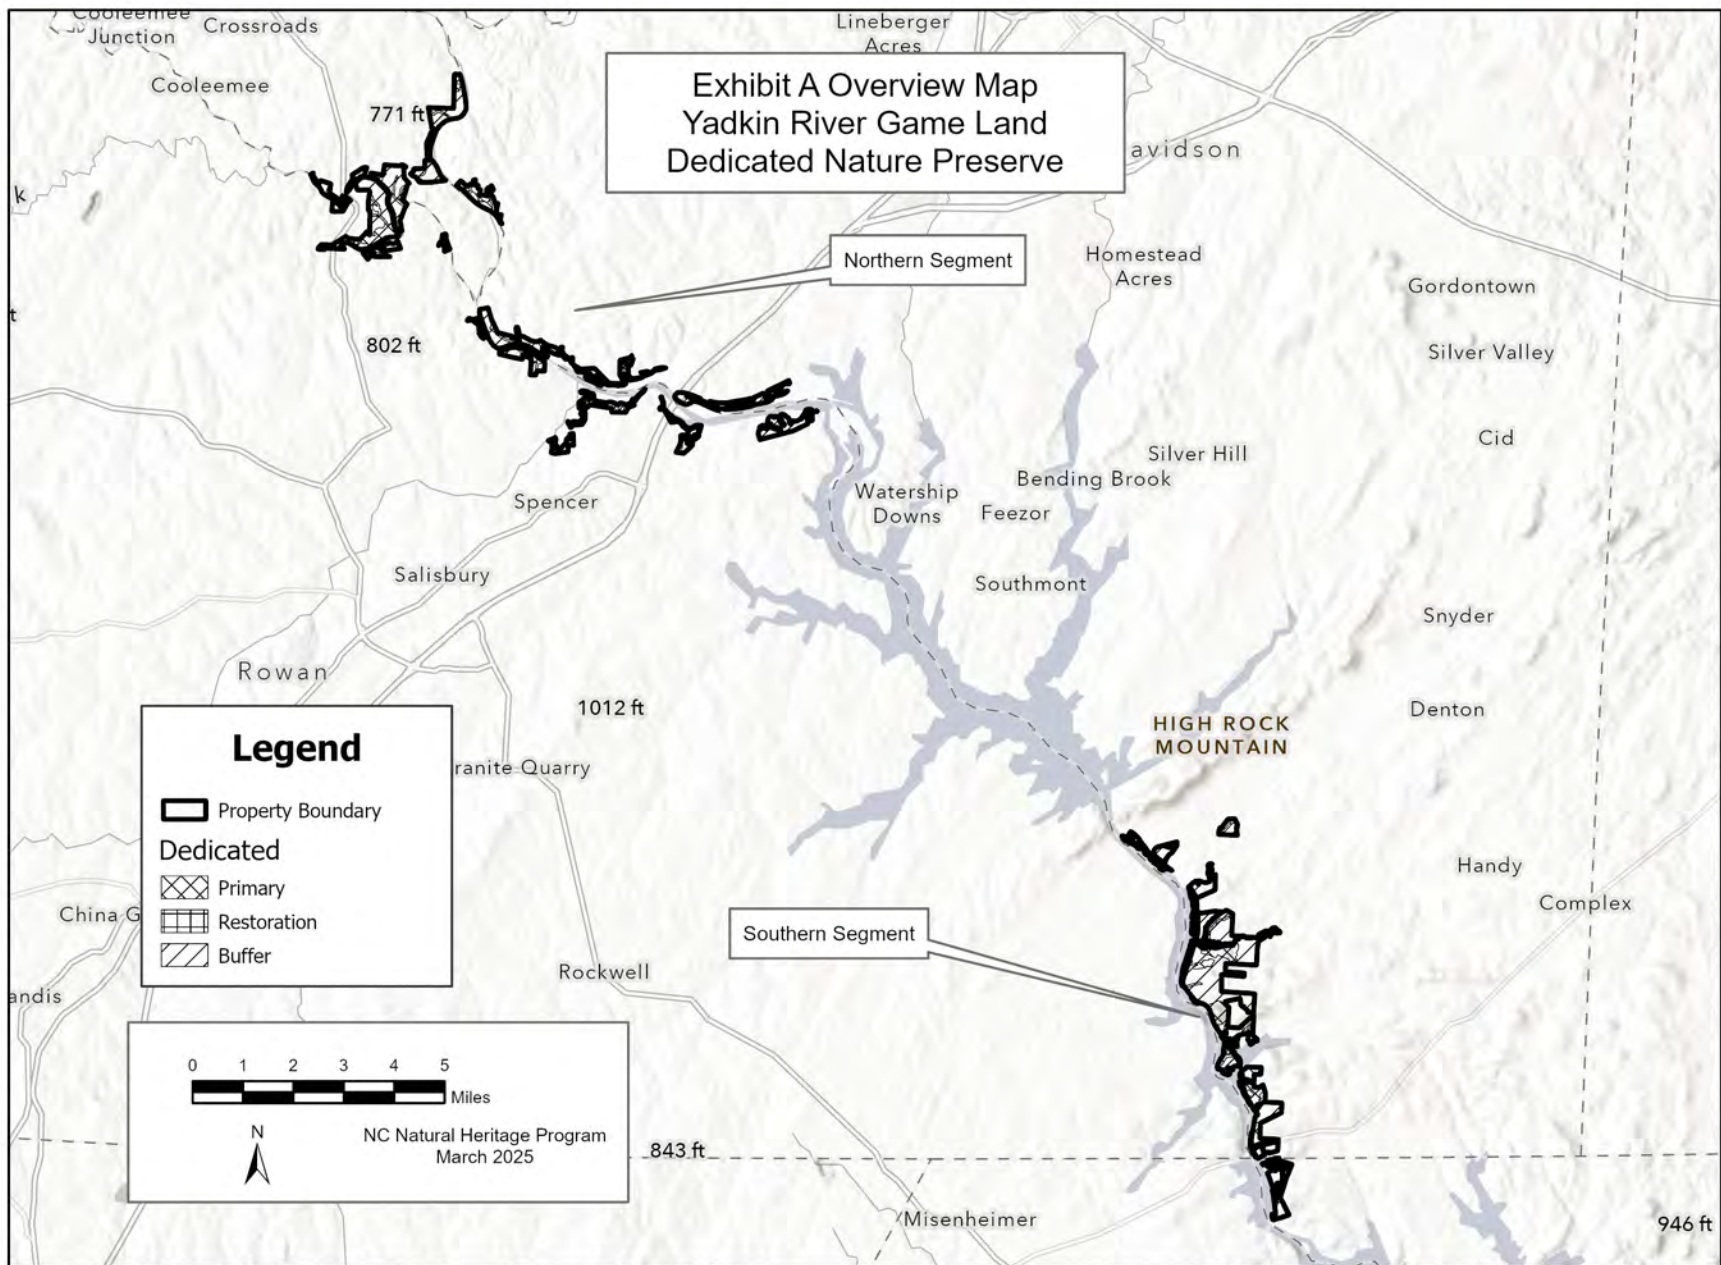 Cooleemee
Junction
Crossroads
Lineberger
Acres
Cooleemee
771 ft
Exhibit A Overview Map
Yadkin River Game Land
Dedicated Nature Preserve
avidson
k
Northern Segment
Homestead
Acres
Gordontown
t
802 ft
Silver Valley
Cid
Silver Hill
Bending Brook
Watership
Downs
Feezor
Spencer
Salisbury
Southmont
Snyder
Rowan
1012 ft
Denton
HIGH ROCK
MOUNTAIN
Legend
Property Boundary
Dedicated
Primary
Restoration
Buffer
ranite Quarry
Handy
Complex
China G
Southern Segment
Rockwell
andis
0 1 2 3 4 5
Miles
N
NC Natural Heritage Program
March 2025
843 ft
Misenheimer
946 ft